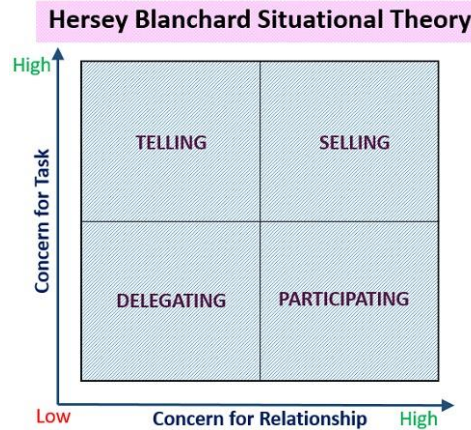 Hersey Blanchard Situational Theory
High
Concern for Task
TELLING
SELLING
DELEGATING
PARTICIPATING
Low
Concern for Relationship
High